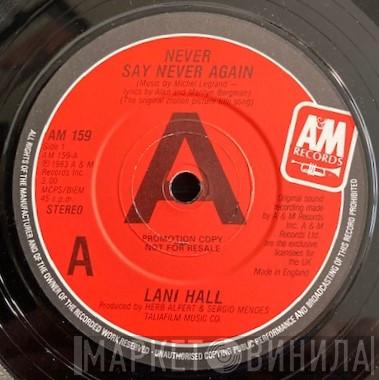 NEVER
SAY NEVER AGAIN
(Music by Michel Legrand -
lyrics by Alan and Marilyn Bergman)
(The original motion picture title song)
AM 159
Side 1
AM 159-A
℗1983 A & M
Records Inc.
3.00
MCPS/BIEM
45 r.p.m.
STEREO
A
A&M
RECORDS
Original sound
recording made
by A & M Records
Inc. A & M
Records Ltd.
are the exclusive
licensees for
the UK
Made in England.
PROMOTION COPY
NOT FOR RESALE
A
LANI HALL
Produced by HERB ALPERT & SERGIO MENGES
TALIAFILM MUSIC CO.
ALL RIGHTS OF THE MANUFACTURER AND OF THE OWNER OF THE RECORDED WORK RESERVED - UNAUTHORISED COPYING PUBLIC PERFORMANCE AND BROADCASTING OF THIS RECORD PROHIBITED
МАРКЕТ ВИНИЛА